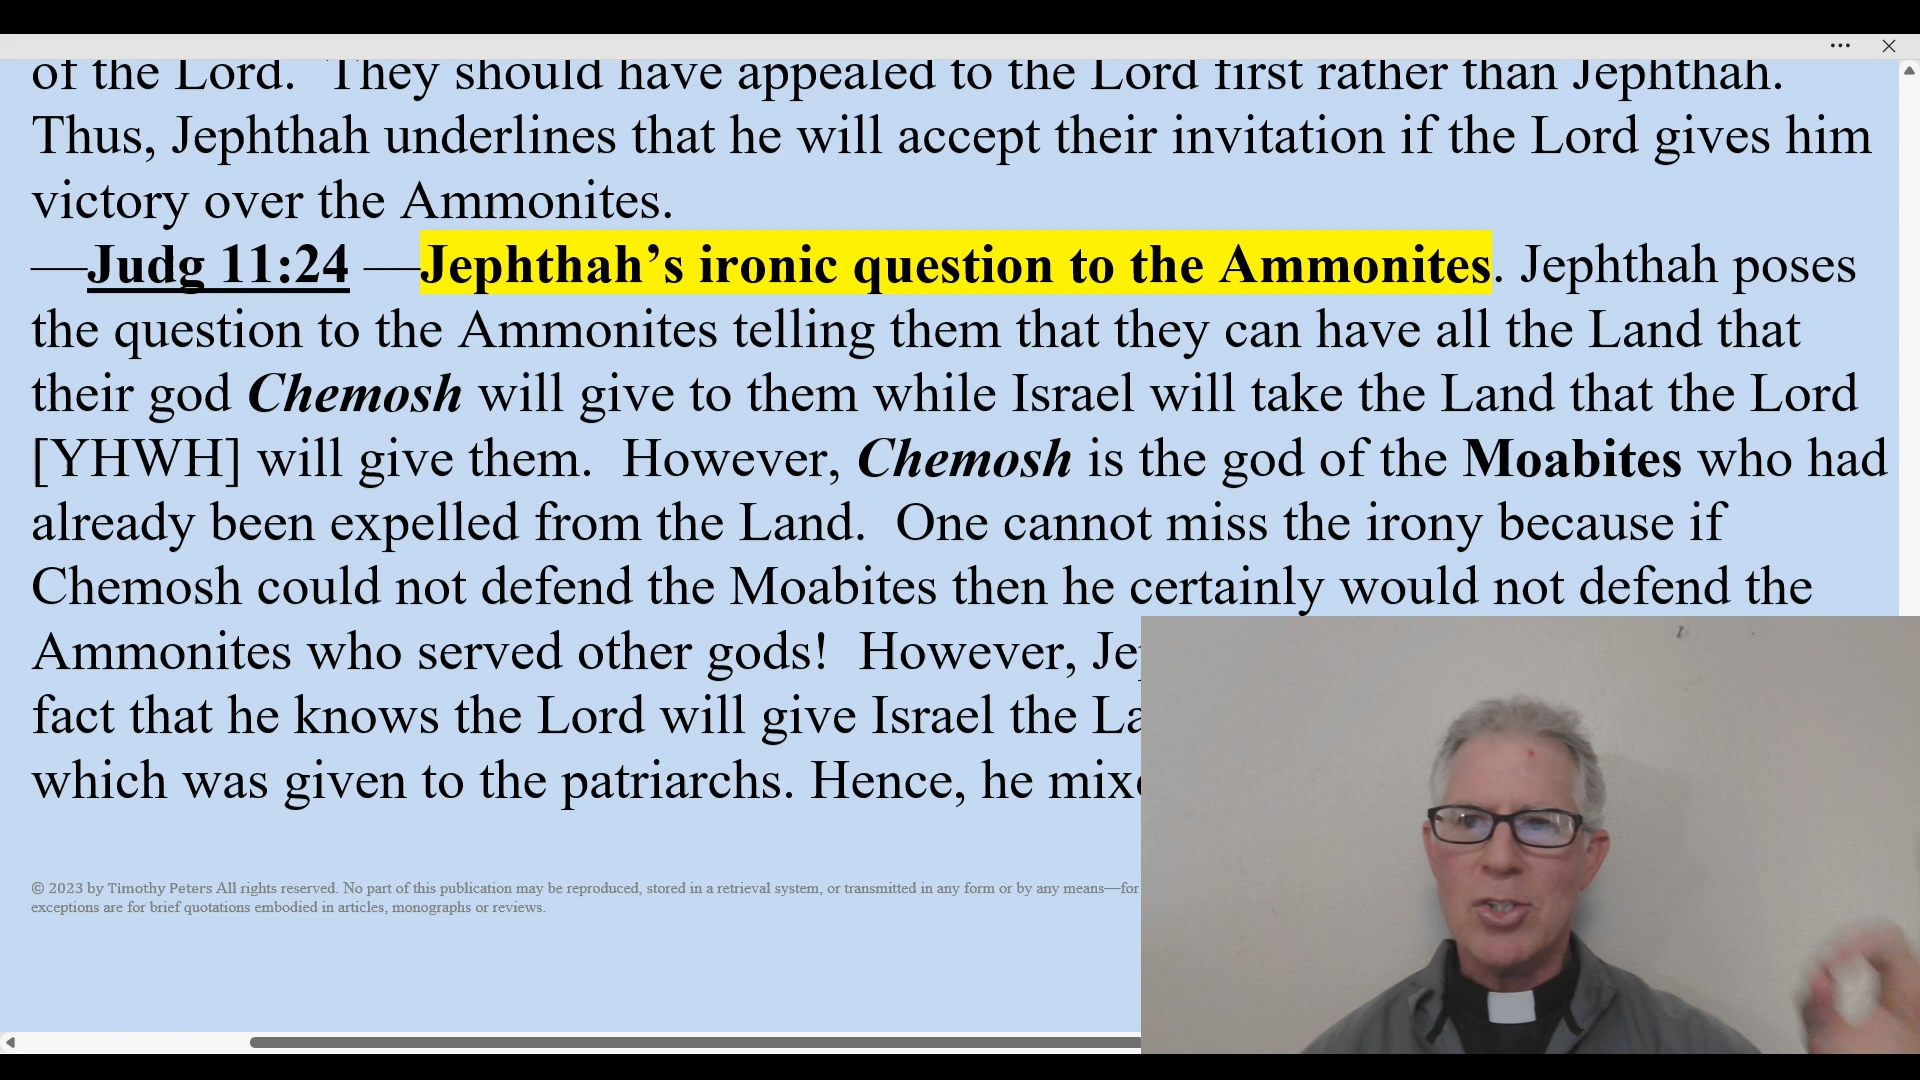 of the Lord.  They should have appealed to the Lord first rather than Jephthah.
Thus, Jephthah underlines that he will accept their invitation if the Lord gives him
victory over the Ammonites.
—Judg 11:24 —Jephthah’s ironic question to the Ammonites. Jephthah poses
the question to the Ammonites telling them that they can have all the Land that
their god Chemosh will give to them while Israel will take the Land that the Lord
[YHWH] will give them.  However, Chemosh is the god of the Moabites who had
already been expelled from the Land.  One cannot miss the irony because if
Chemosh could not defend the Moabites then he certainly would not defend the
Ammonites who served other gods!  However,
fact that he knows the Lord will give Israel the
which was given to the patriarchs. Hence, he
© 2023 by Timothy Peters All rights reserved. No part of this publication may be reproduced, stored in a retrieval system, or transmitted in any form or by any means—for
exceptions are for brief quotations embodied in articles, monographs or reviews.